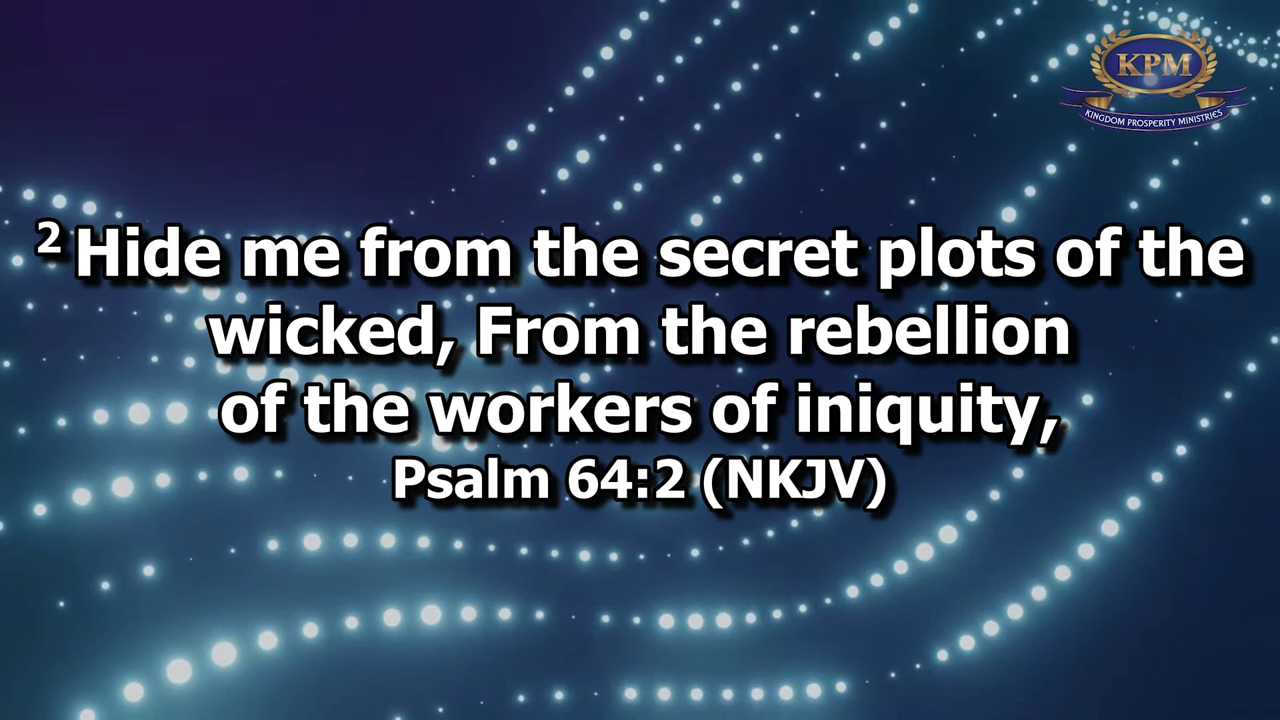 KPM
KINGDOM PROSPERITY MINISTRIES
2 Hide me from the secret plots of the
wicked, From the rebellion
of the workers of iniquity,
Psalm 64:2 (NKJV)